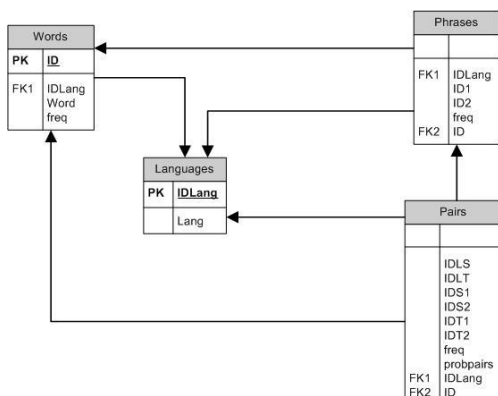 Words
PK ID
FK1 IDLang
Word
freq
Phrases
FK1 IDLang
ID1
ID2
freq
FK2 ID
Languages
PK IDLang
Lang
Pairs
IDLS
IDLT
IDS1
IDS2
IDT1
IDT2
freq
probpairs
FK1 IDLang
FK2 ID